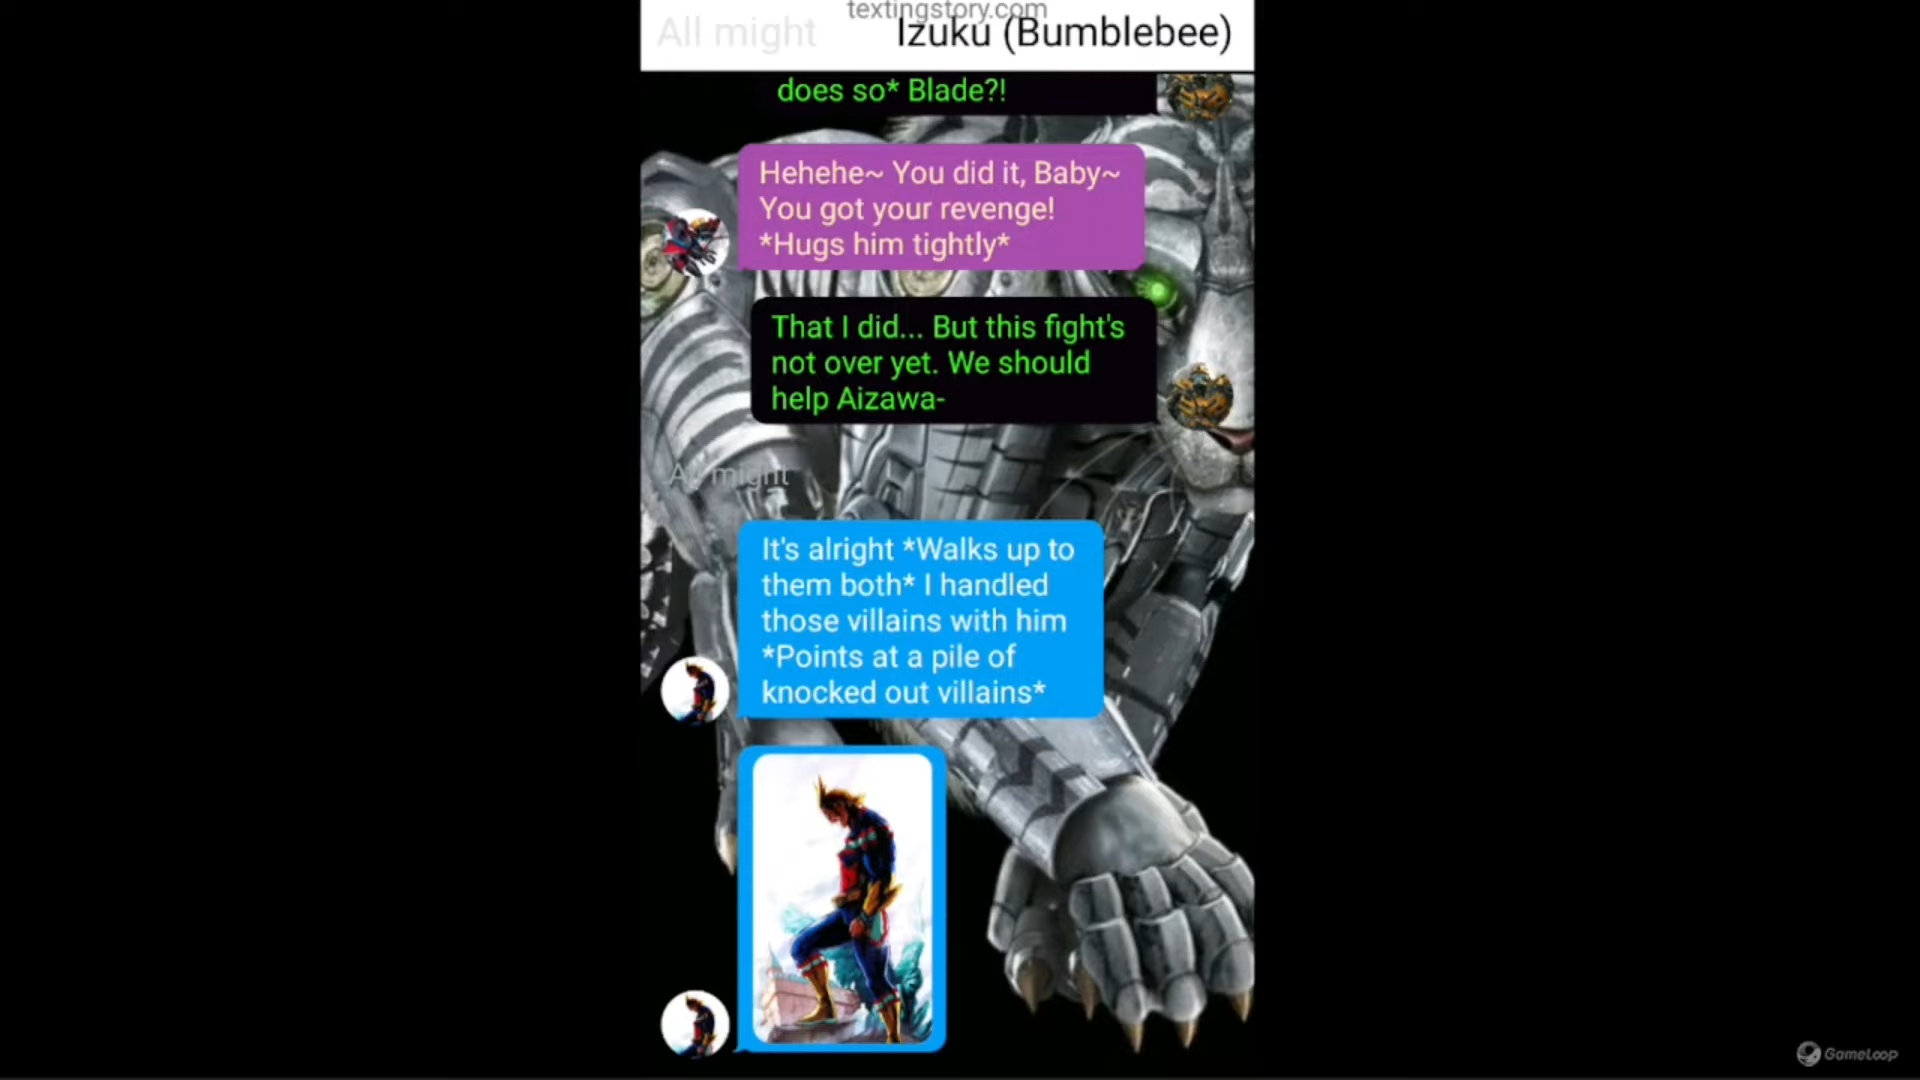 textingstory.com
All might
Izuku (Bumblebee)
does so* Blade?!
Hehehe~ You did it, Baby~
You got your revenge!
*Hugs him tightly*
That I did... But this fight's
not over yet. We should
help Aizawa-
All might
It's alright *Walks up to
them both* I handled
those villains with him
*Points at a pile of
knocked out villains*
GameLoop